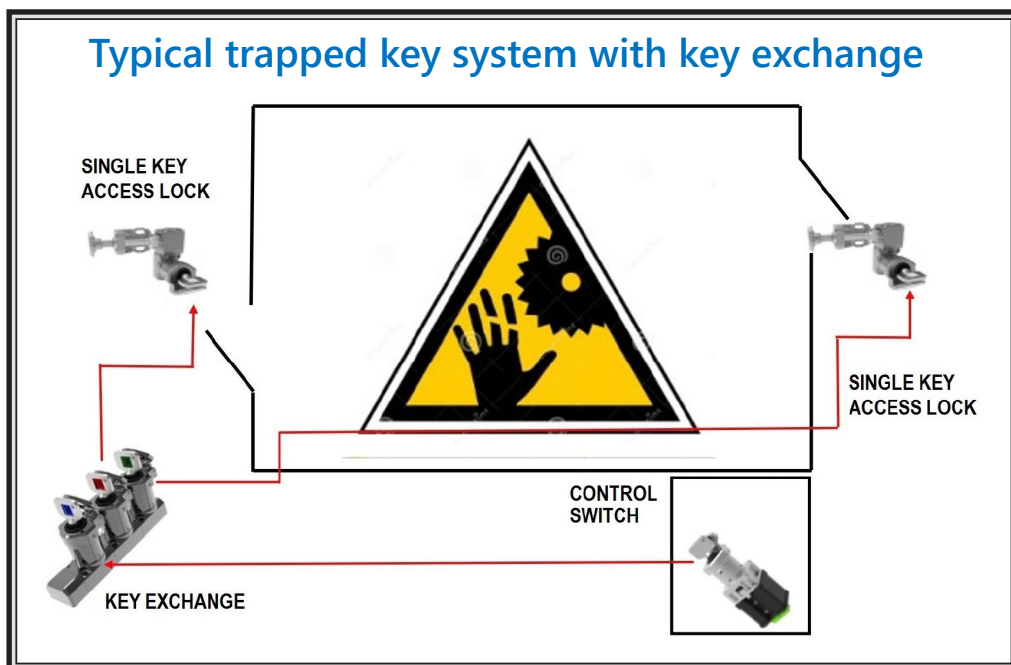 Typical trapped key system with key exchange
SINGLE KEY
ACCESS LOCK
SINGLE KEY
ACCESS LOCK
CONTROL
SWITCH
KEY EXCHANGE